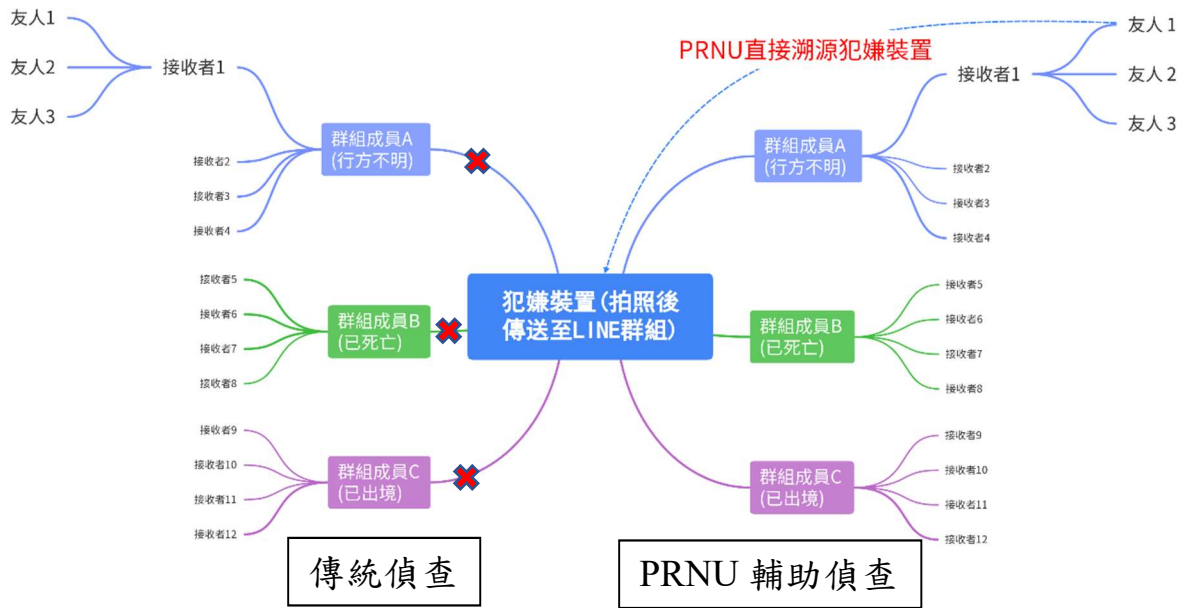 友人1
友人2
友人3
接收者1
群組成員A
(行方不明)
接收者2
接收者3
接收者4
接收者5
接收者6
接收者7
接收者8
群組成員B
(已死亡)
接收者9
接收者10
接收者11
接收者12
群組成員C
(已出境)
傳統偵查
犯嫌裝置(拍照後
傳送至LINE群組)
PRNU直接溯源犯嫌裝置
友人1
友人2
友人3
接收者1
群組成員A
(行方不明)
接收者2
接收者3
接收者4
群組成員B
(已死亡)
接收者5
接收者6
接收者7
接收者8
群組成員C
(已出境)
接收者9
接收者10
接收者11
接收者12
PRNU 輔助偵查